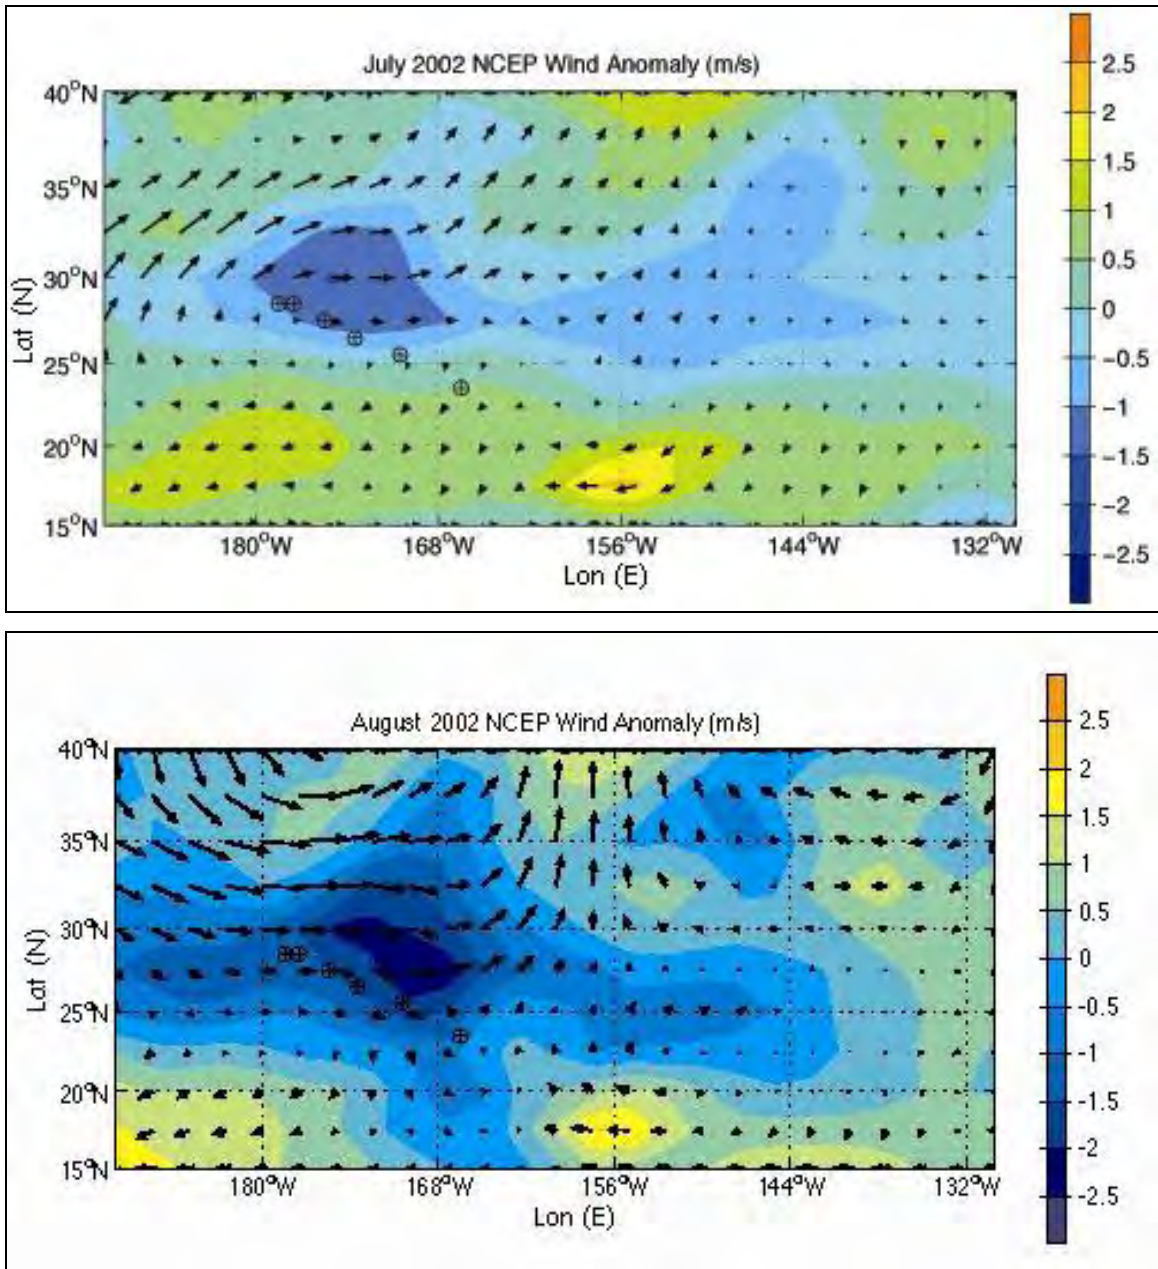 July 2002 NCEP Wind Anomaly (m/s)
40°N
35°N
30°N
25°N
20°N
15°N
Lat (N)
180°W 168°W 156°W 144°W 132°W
Lon (E)
2.5
2
1.5
1
0.5
0
-0.5
-1
-1.5
-2
-2.5
August 2002 NCEP Wind Anomaly (m/s)
40°N
35°N
30°N
25°N
20°N
15°N
Lat (N)
180°W 168°W 156°W 144°W 132°W
Lon (E)
2.5
2
1.5
1
0.5
0
-0.5
-1
-1.5
-2
-2.5